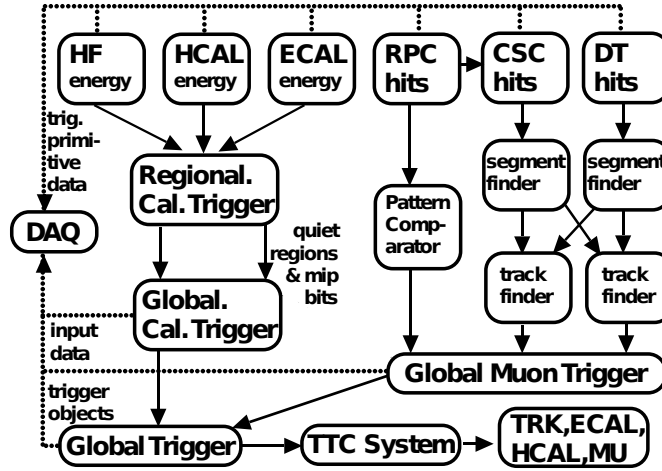 HF
energy
HCAL
energy
ECAL
energy
RPC
hits
CSC
hits
DT
hits
trig.
primi-
tive
data
Regional.
Cal. Trigger
Pattern
Comp-
arator
segment
finder
segment
finder
DAQ
quiet
regions
& mip
bits
Global.
Cal. Trigger
track
finder
track
finder
input
data
Global Muon Trigger
trigger
objects
Global Trigger
TTC System
TRK,ECAL,
HCAL,MU